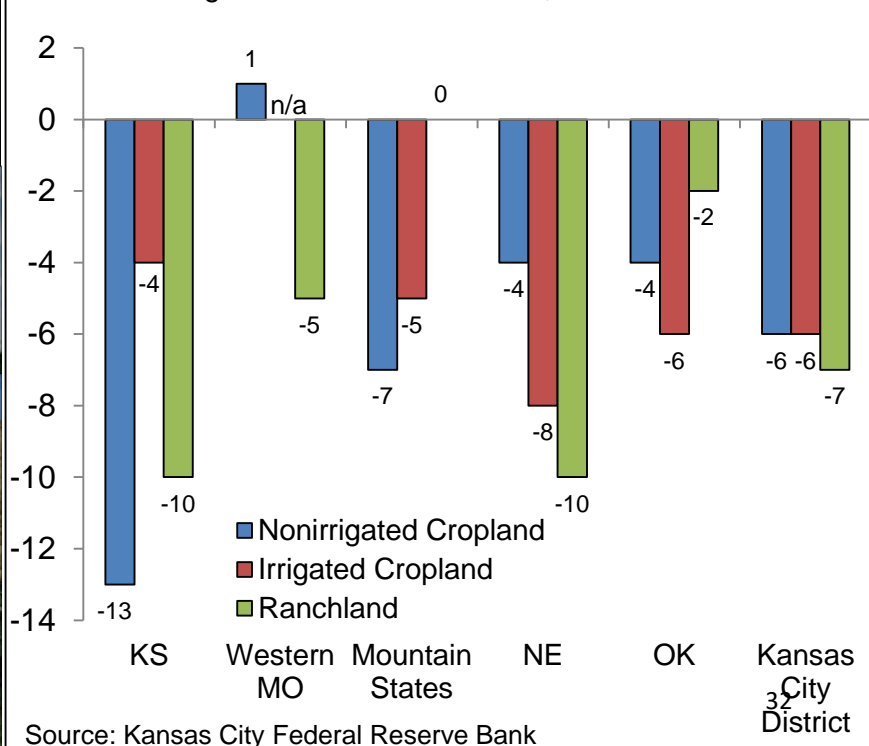 2
0
-2
-4
-6
-8
-10
-12
-14
-13
-4
-10
1
n/a
-5
-7
-5
0
-4
-8
-10
-4
-6
-2
-6
-6
-7
Nonirrigated Cropland
Irrigated Cropland
Ranchland
KS
Western
MO
Mountain
States
NE
OK
Kansas
City
District
32
Source: Kansas City Federal Reserve Bank